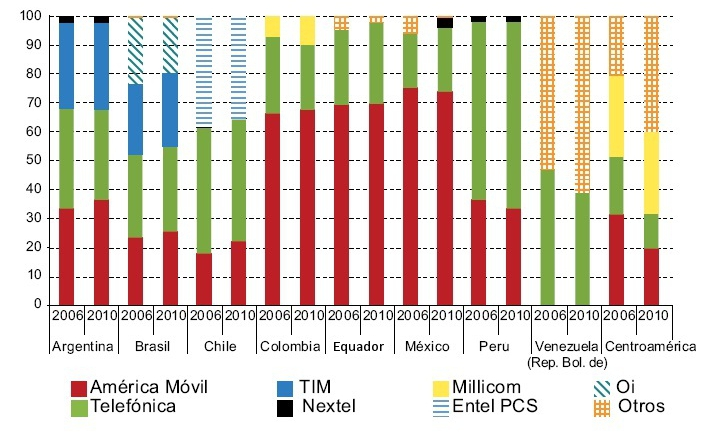 100
90
80
70
60
50
40
30
20
10
0
2006 2010 2006 2010 2006 2010 2006 2010 2006 2010 2006 2010 2006 2010 2006 2010 2006 2010
Argentina Brasil Chile Colombia Equador México Peru Venezuela Centroamérica
(Rep. Bol. de)
América Móvil TIM Millicom Oi
Telefónica Nextel Entel PCS Otros